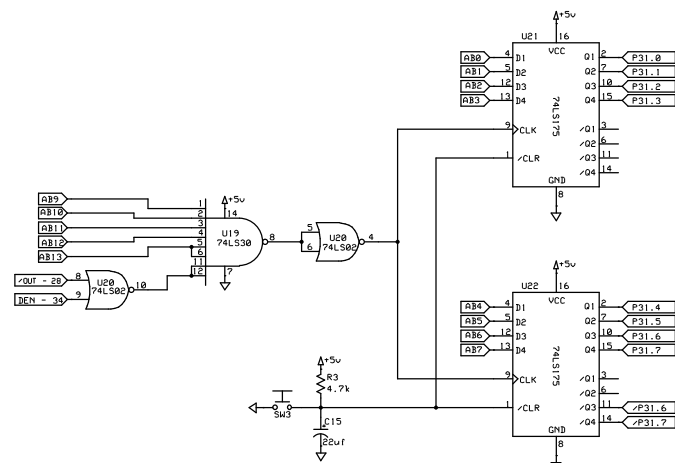 +5v
U21
16
VCC
AB0 4 D1 Q1 2 P31.0
AB1 5 D2 Q2 7 P31.1
AB2 12 D3 Q3 10 P31.2
AB3 13 D4 Q4 15 P31.3
74LS175
9 CLK /Q1 3
/Q2 6
1 /CLR /Q3 11
/Q4 14
GND
8
AB9 1
AB10 2
AB11 3
AB12 4
AB13 5
6
11
12
+5v
14
U19
74LS30
8
7
5
6
U20
74LS02
4
/OUT - 28 8
DEN - 34 9
U20
74LS02
10
+5v
U22
16
VCC
AB4 4 D1 Q1 2 P31.4
AB5 5 D2 Q2 7 P31.5
AB6 12 D3 Q3 10 P31.6
AB7 13 D4 Q4 15 P31.7
74LS175
9 CLK /Q1 3
/Q2 6
1 /CLR /Q3 11 /P31.6
/Q4 14 /P31.7
GND
8
+5v
R3
4.7k
SW3
C15
22uf